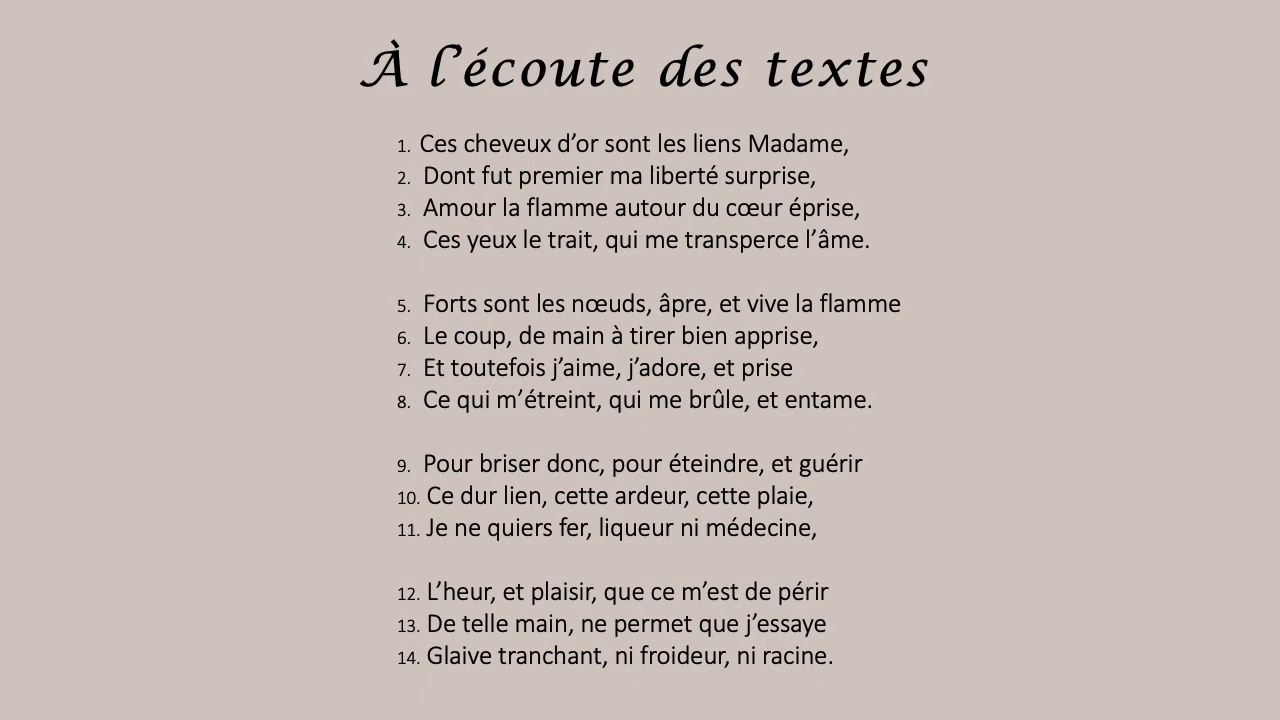 À l’écoute des textes
1. Ces cheveux d’or sont les liens Madame,
2. Dont fut premier ma liberté surprise,
3. Amour la flamme autour du cœur éprise,
4. Ces yeux le trait, qui me transperce l’âme.
5. Forts sont les nœuds, âpre, et vive la flamme
6. Le coup, de main à tirer bien apprise,
7. Et toutefois j’aime, j’adore, et prise
8. Ce qui m’étreint, qui me brûle, et entame.
9. Pour briser donc, pour éteindre, et guérir
10. Ce dur lien, cette ardeur, cette plaie,
11. Je ne quiers fer, liqueur ni médecine,
12. L’heur, et plaisir, que ce m’est de périr
13. De telle main, ne permet que j’essaye
14. Glaive tranchant, ni froideur, ni racine.